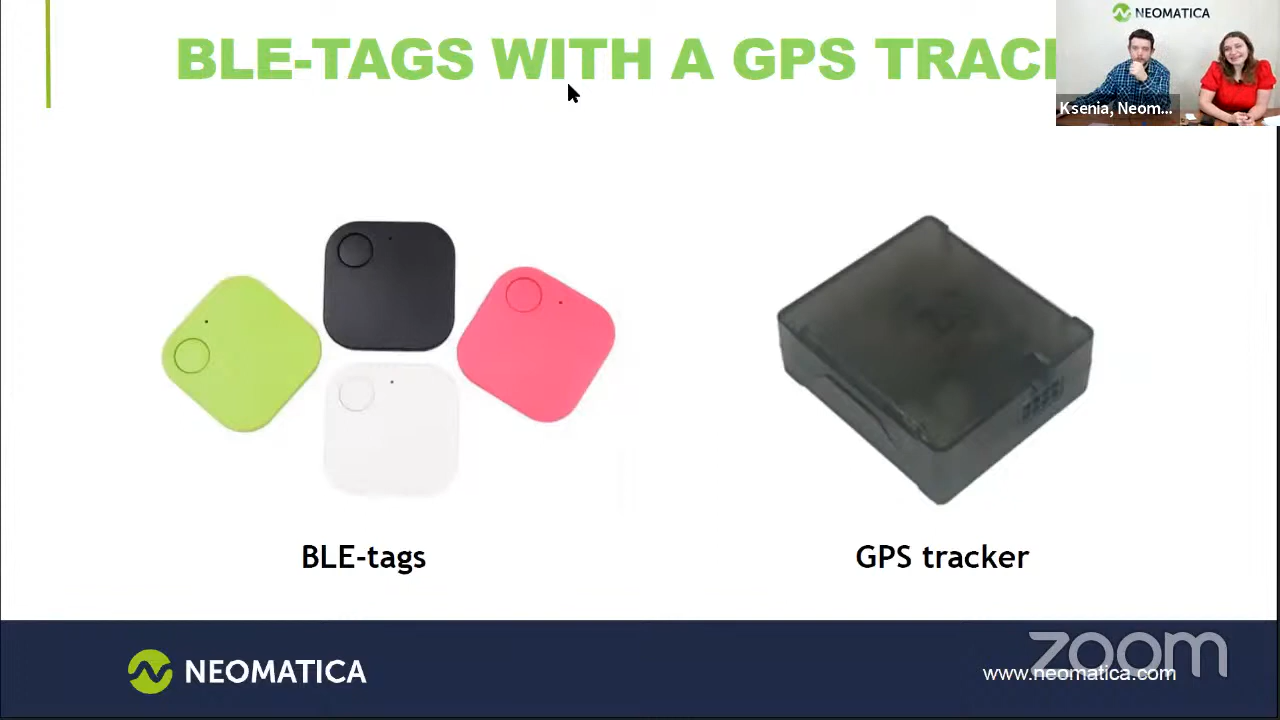 BLE-TAGS WITH A GPS TRAC
NEOMATICA
Ksenia, Neom...
BLE-tags
GPS tracker
NEOMATICA
www.neomatica.com
zoom